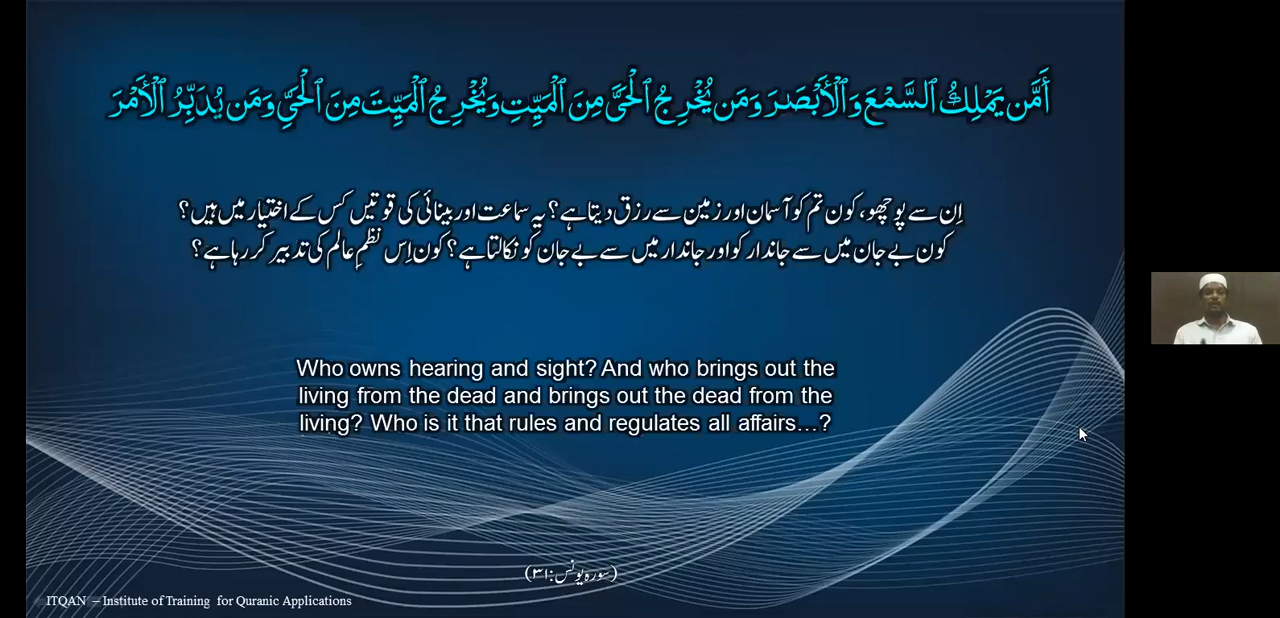 أَمَّن يَمْلِكُ ٱلسَّمْعَ وَٱلْأَبْصَـٰرَ وَمَن يُخْرِجُ ٱلْحَىَّ مِنَ ٱلْمَيِّتِ وَيُخْرِجُ ٱلْمَيِّتَ مِنَ ٱلْحَىِّ وَمَن يُدَبِّرُ ٱلْأَمْرَ
اِن سے پوچھو، کون تم کو آسمان اور زمین سے رزق دیتا ہے؟ یہ سماعت اور بینائی کی قوتیں کس کے اختیار میں ہیں؟
کون بے جان میں سے جاندار کو اور جاندار میں سے بے جان کو نکالتا ہے؟ کون اِس نظمِ عالم کی تدبیر کر رہا ہے؟
Who owns hearing and sight? And who brings out the
living from the dead and brings out the dead from the
living? Who is it that rules and regulates all affairs…?
(سورہ یونس: ۳۱)
ITQAN – Institute of Training for Quranic Applications